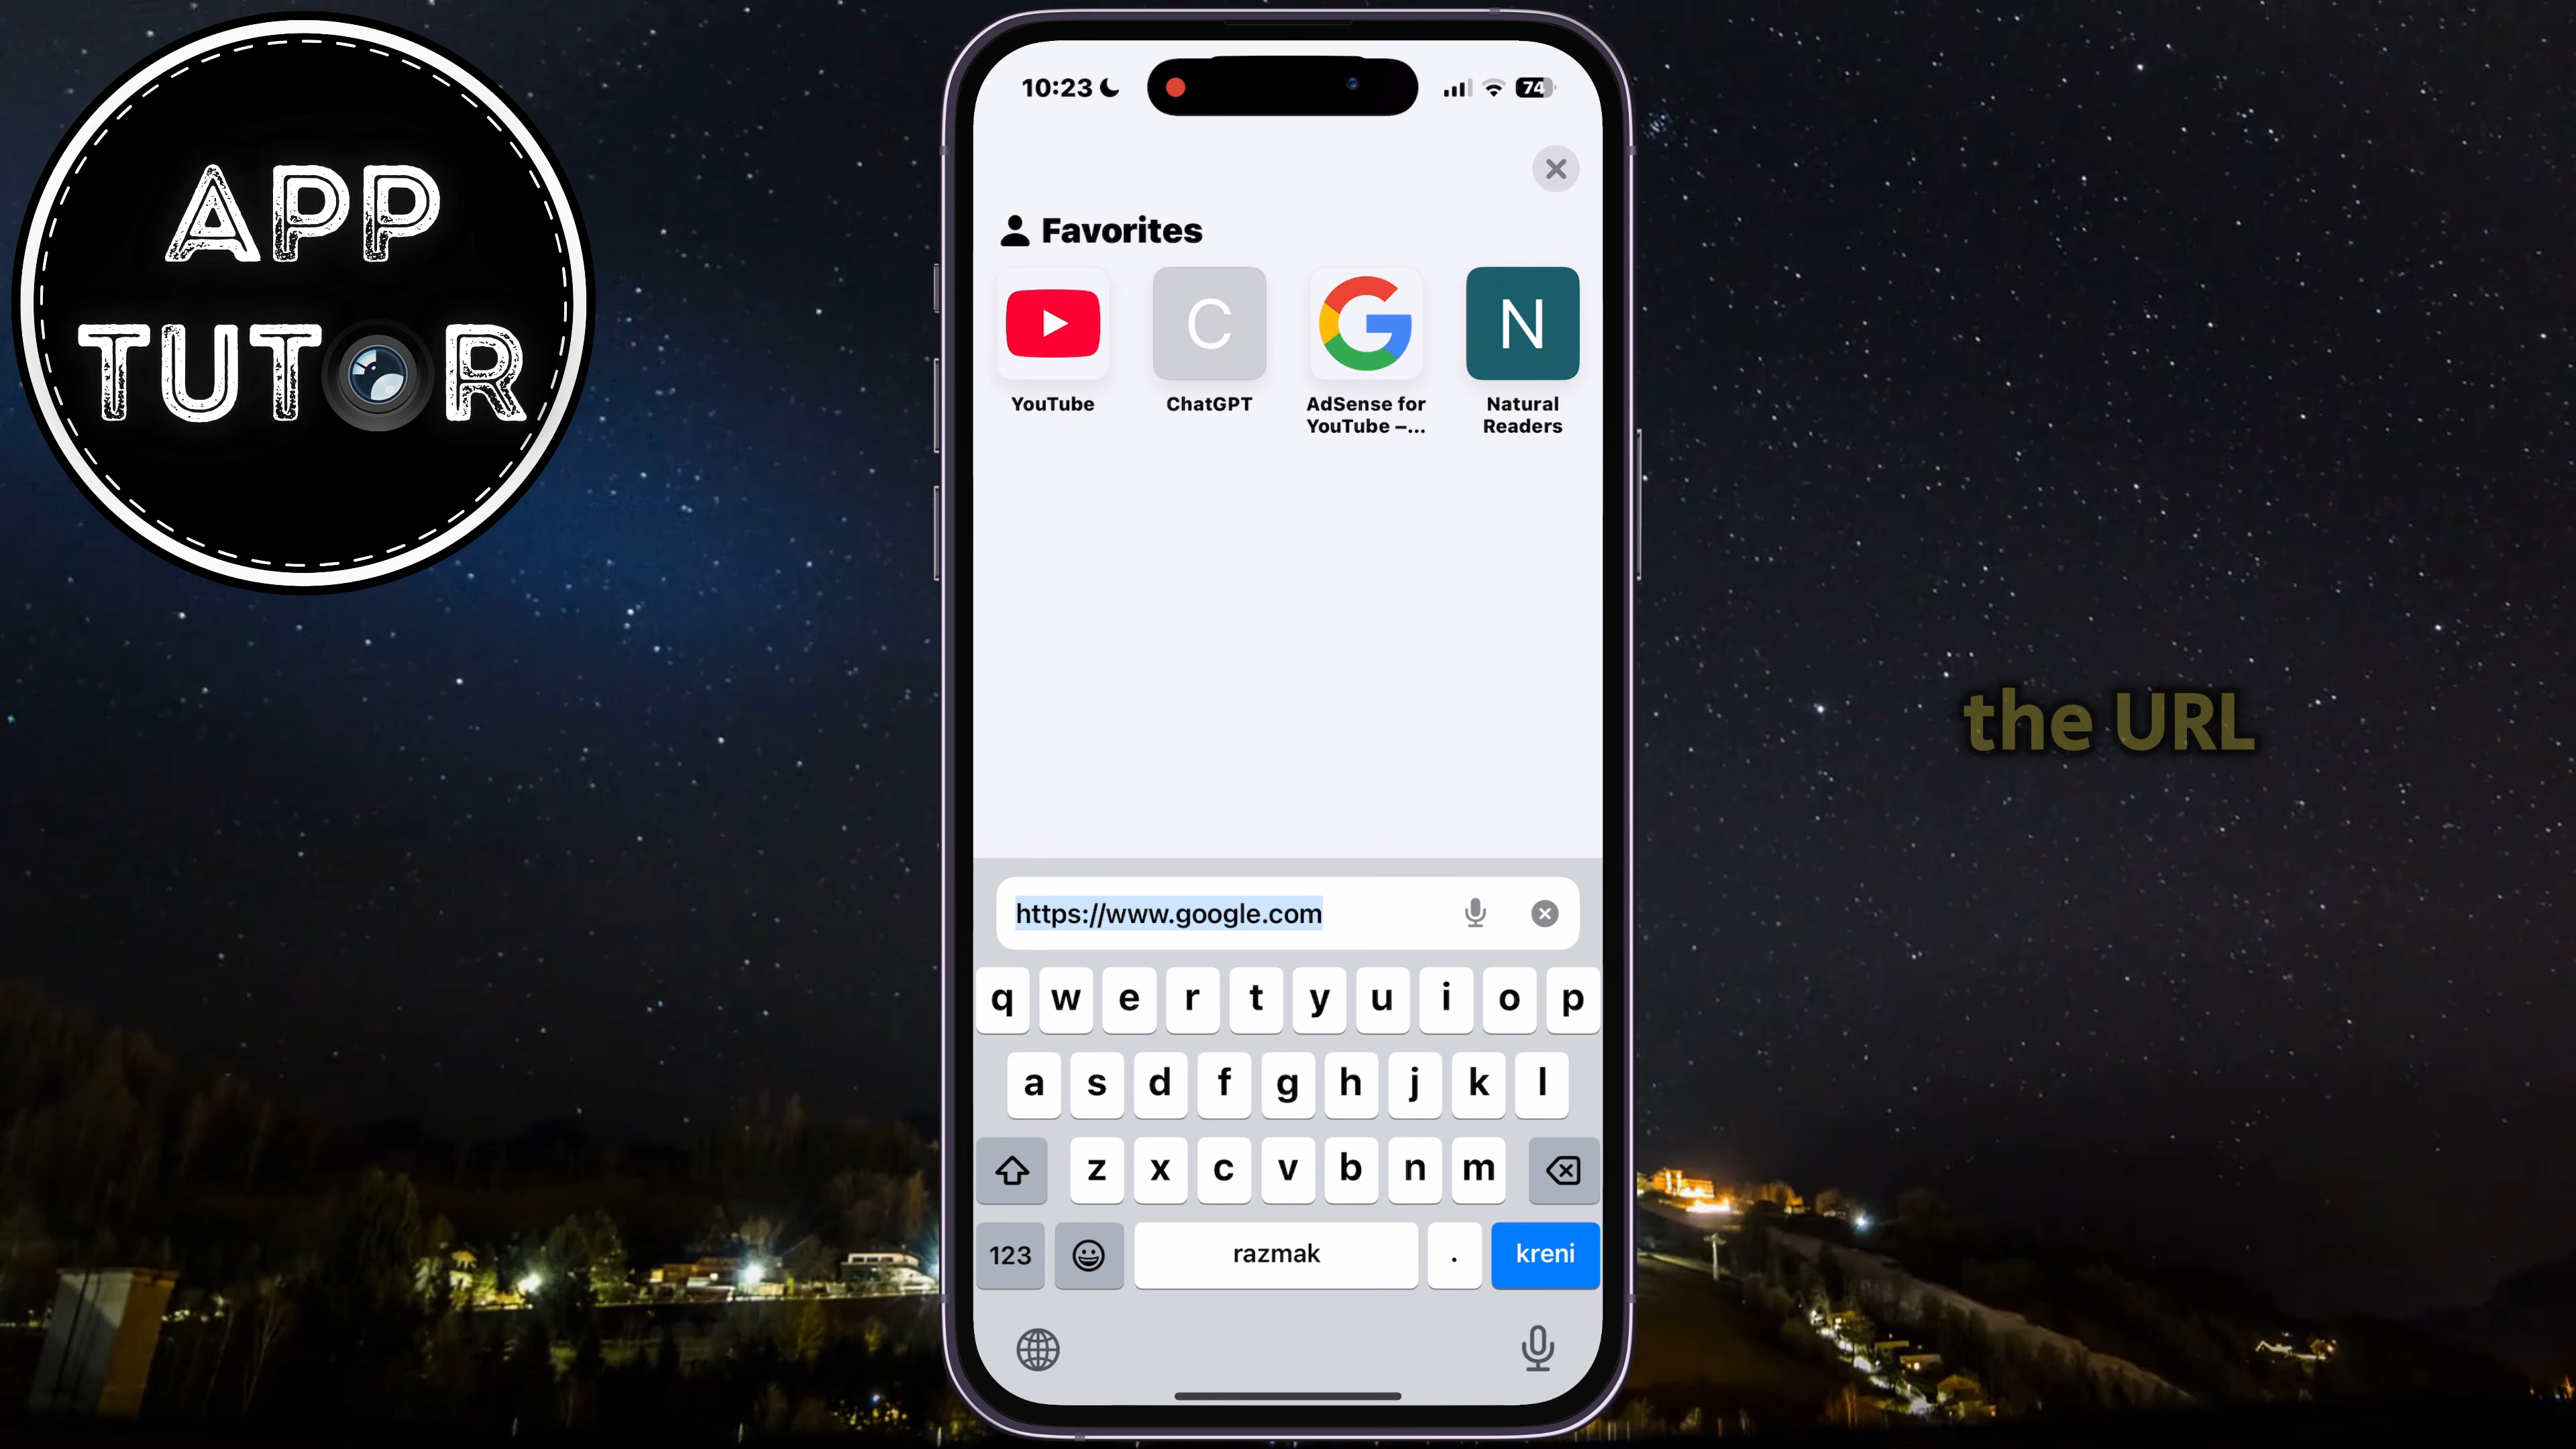 APP
TUTOR
10:23
74
Favorites
YouTube
ChatGPT
AdSense for
YouTube –...
Natural
Readers
C
N
the URL
https://www.google.com
q w e r t y u i o p
a s d f g h j k l
z x c v b n m
123
razmak
.
kreni